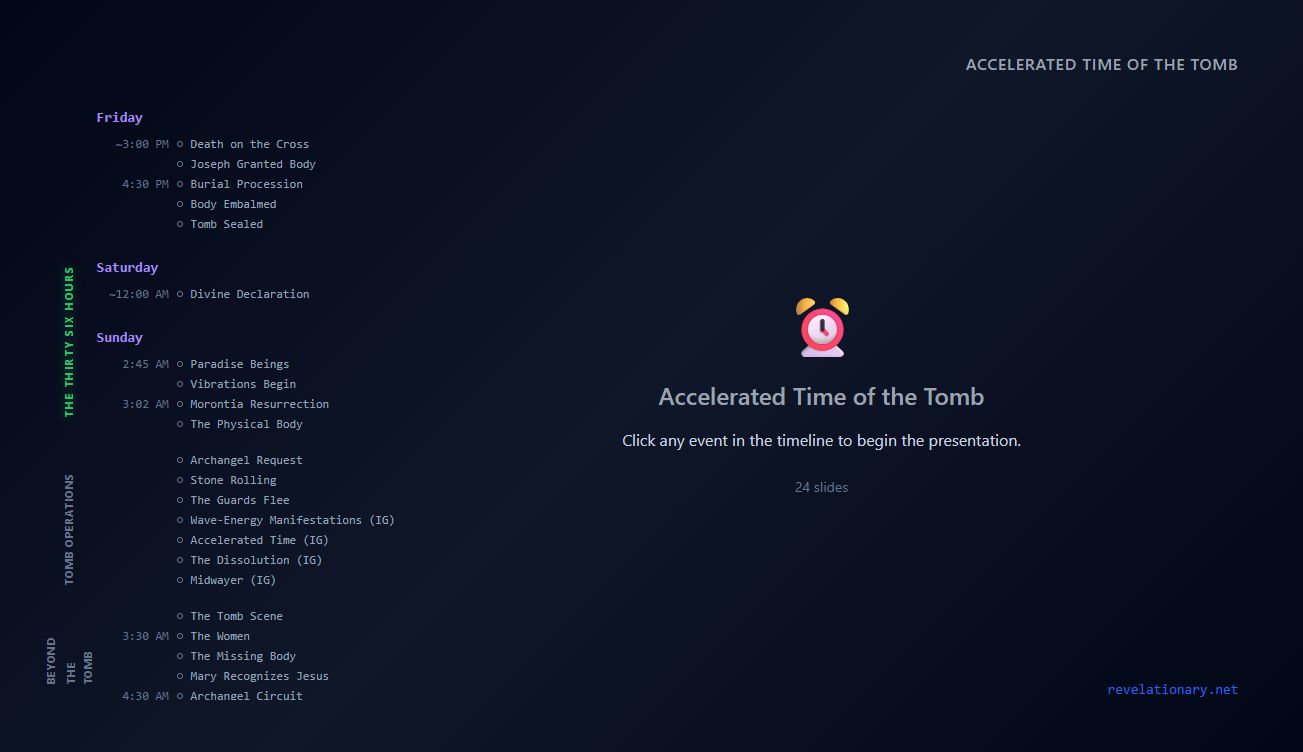 ACCELERATED TIME OF THE TOMB
Friday
~3:00 PM Death on the Cross
Joseph Granted Body
4:30 PM Burial Procession
Body Embalmed
Tomb Sealed
THE THIRTY SIX HOURS
Saturday
~12:00 AM Divine Declaration
Sunday
2:45 AM Paradise Beings
Vibrations Begin
3:02 AM Morontia Resurrection
The Physical Body
TOMB OPERATIONS
Archangel Request
Stone Rolling
The Guards Flee
Wave-Energy Manifestations (IG)
Accelerated Time (IG)
The Dissolution (IG)
Midwayer (IG)
BEYOND
THE
TOMB
The Tomb Scene
3:30 AM The Women
The Missing Body
Mary Recognizes Jesus
4:30 AM Archangel Circuit
Accelerated Time of the Tomb
Click any event in the timeline to begin the presentation.
24 slides
revelationary.net